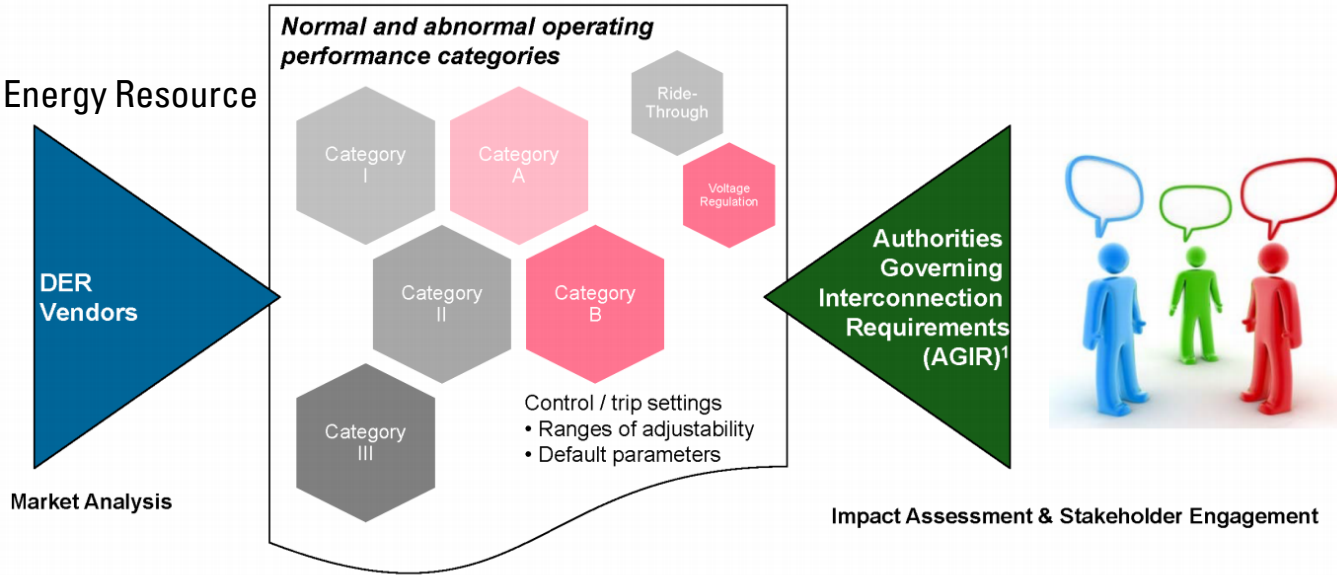 Normal and abnormal operating
performance categories
Energy Resource
Ride-
Through
Category
I
Category
A
Voltage
Regulation
DER
Vendors
Category
II
Category
B
Authorities
Governing
Interconnection
Requirements
(AGIR)¹
Category
III
Control / trip settings
• Ranges of adjustability
• Default parameters
Market Analysis
Impact Assessment & Stakeholder Engagement